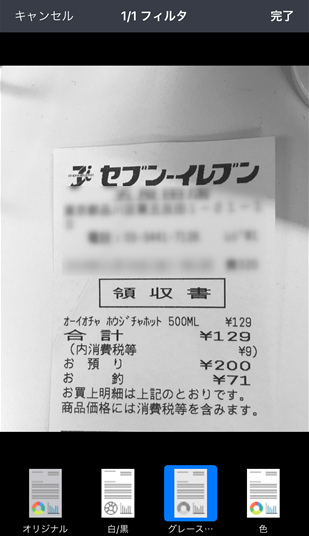 キャンセル 1/1 フィルタ 完了
セブン-イレブン
領収書
オーイオチャ ホウジチャホット 500ML ¥129
合 計 ¥129
(内消費税等 ¥9)
お 預 り ¥200
お 釣 ¥71
お買上明細は上記のとおりです。
商品価格には消費税等を含みます。
オリジナル 白/黒 グレース… 色